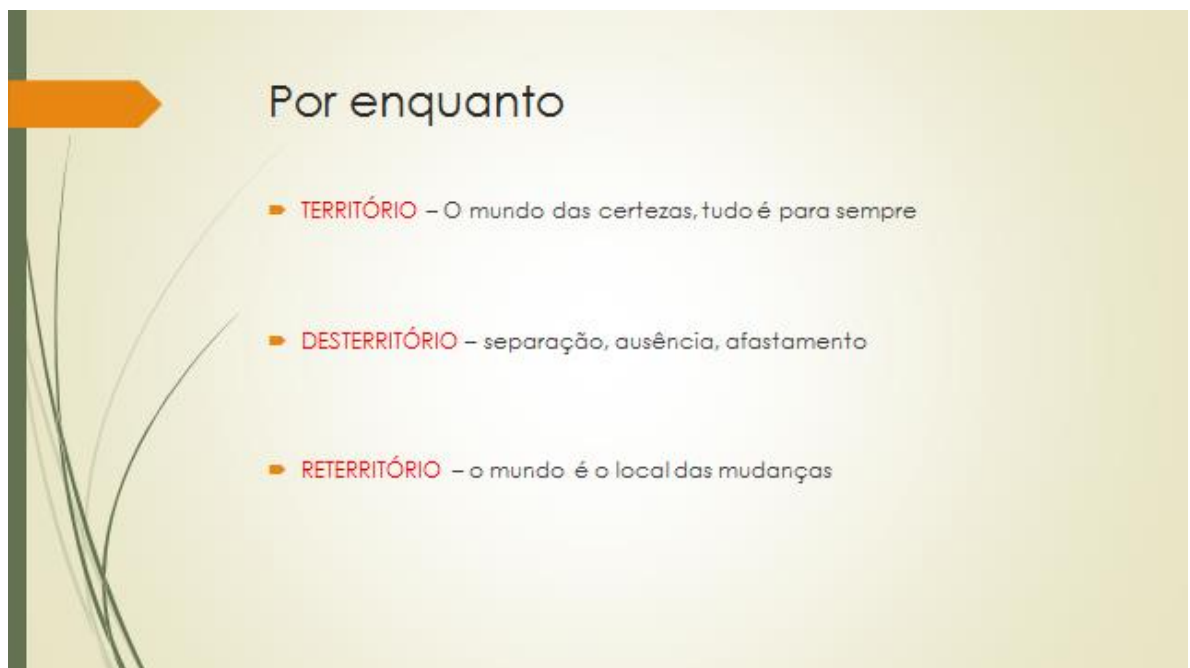 Por enquanto
TERRITÓRIO – O mundo das certezas, tudo é para sempre
DESTERRITÓRIO – separação, ausência, afastamento
RETERRITÓRIO – o mundo é o local das mudanças